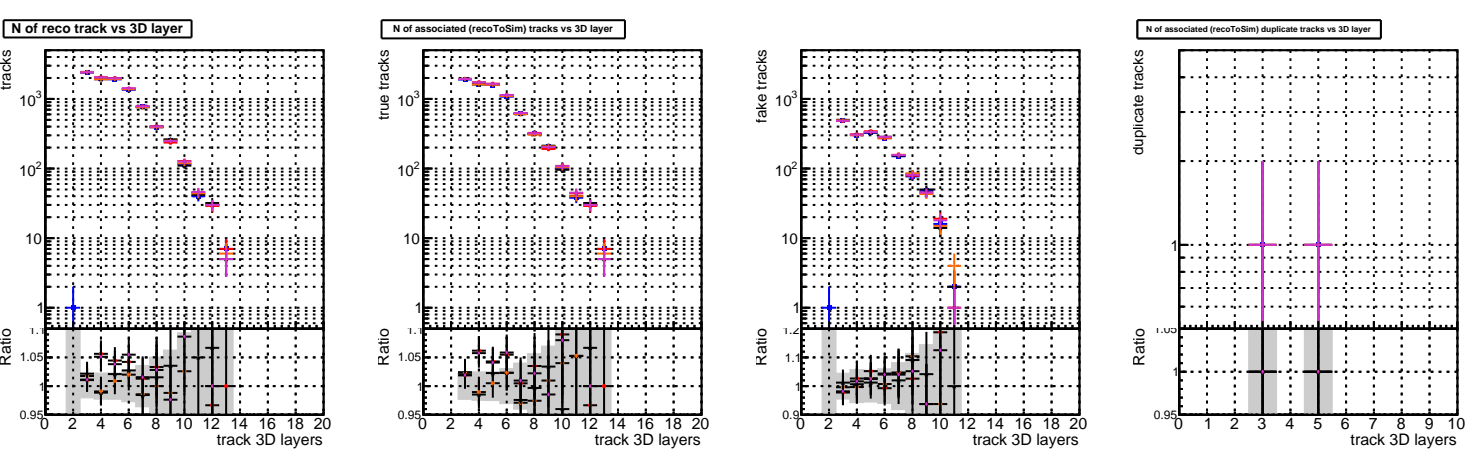 N of reco track vs 3D layer
tracks
10³
10²
10
1
Ratio
1.1
1.05
1
0.95
0 2 4 6 8 10 12 14 16 18 20
track 3D layers
N of associated (recoToSim) tracks vs 3D layer
true tracks
10³
10²
10
1
Ratio
1.1
1.05
1
0.95
0 2 4 6 8 10 12 14 16 18 20
track 3D layers
fake tracks
10³
10²
10
1
Ratio
1.2
1.1
1
0.9
0 2 4 6 8 10 12 14 16 18 20
track 3D layers
N of associated (recoToSim) duplicate tracks vs 3D layer
duplicate tracks
1
Ratio
1.05
1
0.95
0 1 2 3 4 5 6 7 8 9 10
track 3D layers